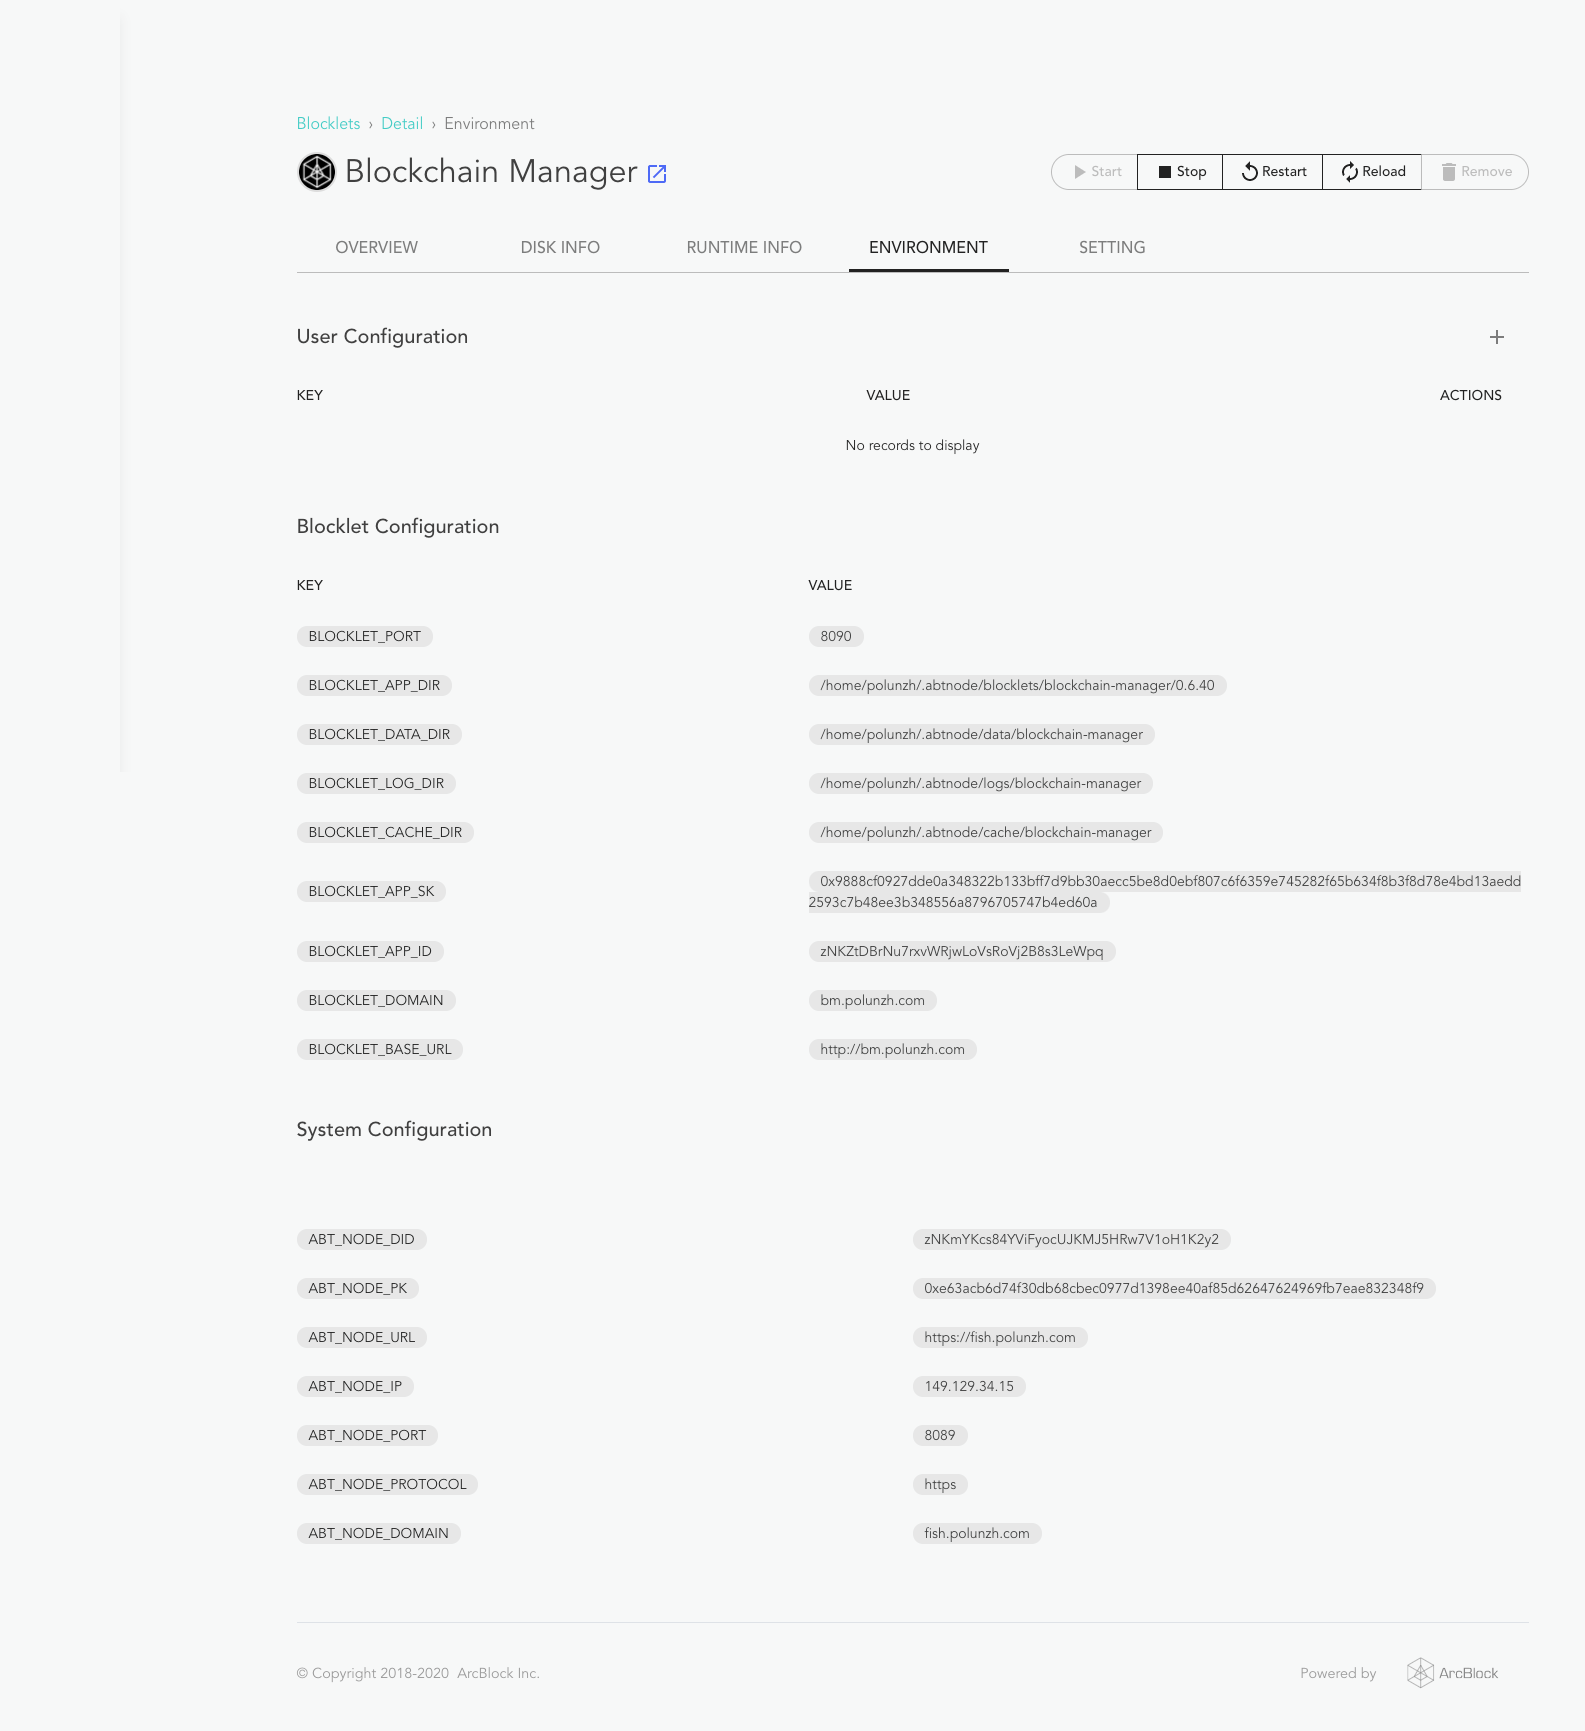 Blocklets › Detail › Environment
Blockchain Manager
Start Stop Restart Reload Remove
OVERVIEW DISK INFO RUNTIME INFO ENVIRONMENT SETTING
User Configuration
KEY VALUE ACTIONS
No records to display
Blocklet Configuration
KEY VALUE
BLOCKLET_PORT 8090
BLOCKLET_APP_DIR /home/polunzh/.abtnode/blocklets/blockchain-manager/0.6.40
BLOCKLET_DATA_DIR /home/polunzh/.abtnode/data/blockchain-manager
BLOCKLET_LOG_DIR /home/polunzh/.abtnode/logs/blockchain-manager
BLOCKLET_CACHE_DIR /home/polunzh/.abtnode/cache/blockchain-manager
BLOCKLET_APP_SK 0x9888cf0927dde0a348322b133bff7d9bb30aecc5be8d0ebf807c6f6359e745282f65b634f8b3f8d78e4bd13aedd
2593c7b48ee3b348556a8796705747b4ed60a
BLOCKLET_APP_ID zNKZtDBrNu7rxvWRjwLoVsRoVj2B8s3LeWpq
BLOCKLET_DOMAIN bm.polunzh.com
BLOCKLET_BASE_URL http://bm.polunzh.com
System Configuration
ABT_NODE_DID zNKmYKcs84YViFyocUJKMJ5HRw7V1oH1K2y2
ABT_NODE_PK 0xe63acb6d74f30db68cbec0977d1398ee40af85d62647624969fb7eae832348f9
ABT_NODE_URL https://fish.polunzh.com
ABT_NODE_IP 149.129.34.15
ABT_NODE_PORT 8089
ABT_NODE_PROTOCOL https
ABT_NODE_DOMAIN fish.polunzh.com
© Copyright 2018-2020 ArcBlock Inc. Powered by ArcBlock